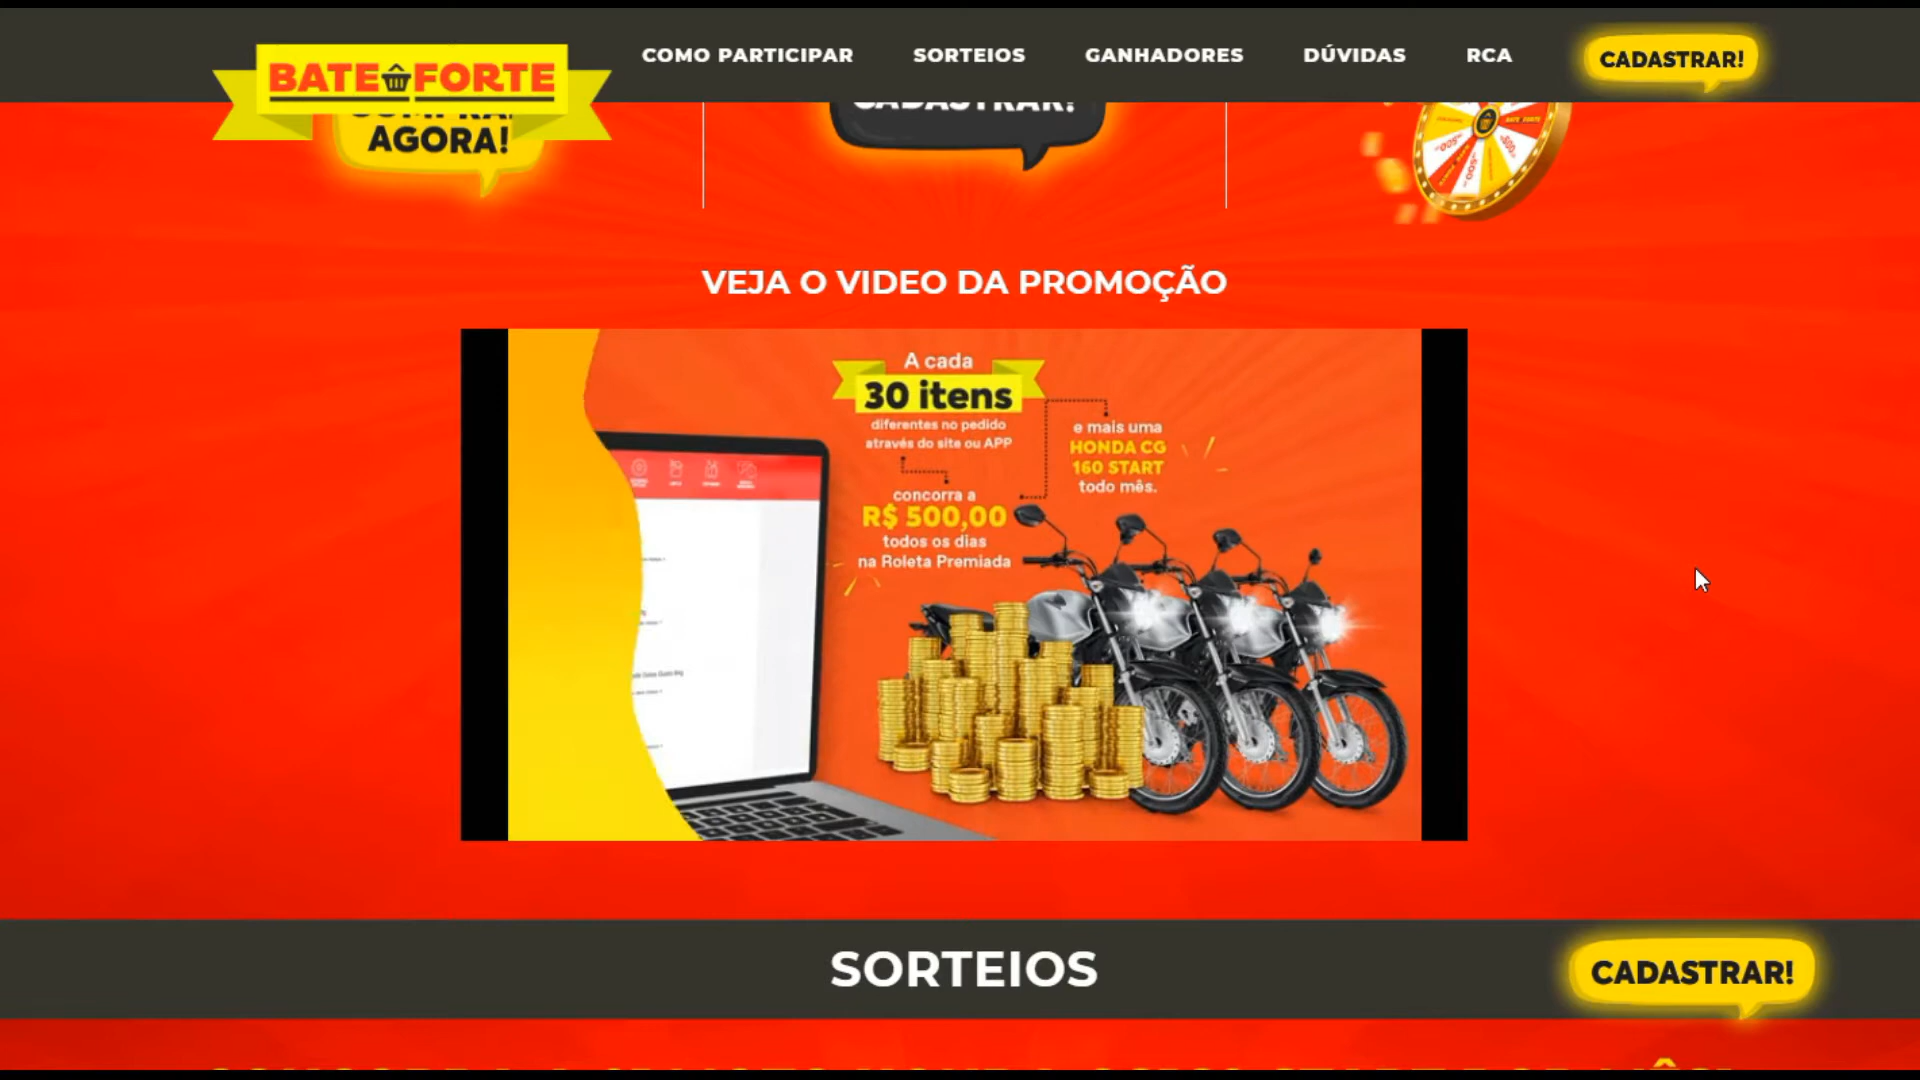 COMO PARTICIPAR
SORTEIOS
GANHADORES
DÚVIDAS
RCA
CADASTRAR!
BATE FORTE
AGORA!
CADASTRAR!
VEJA O VIDEO DA PROMOÇÃO
A cada
30 itens
diferentes no pedido
através do site ou APP
concorra a
R$ 500,00
todos os dias
na Roleta Premiada
e mais uma
HONDA CG
160 START
todo mês.
SORTEIOS
CADASTRAR!